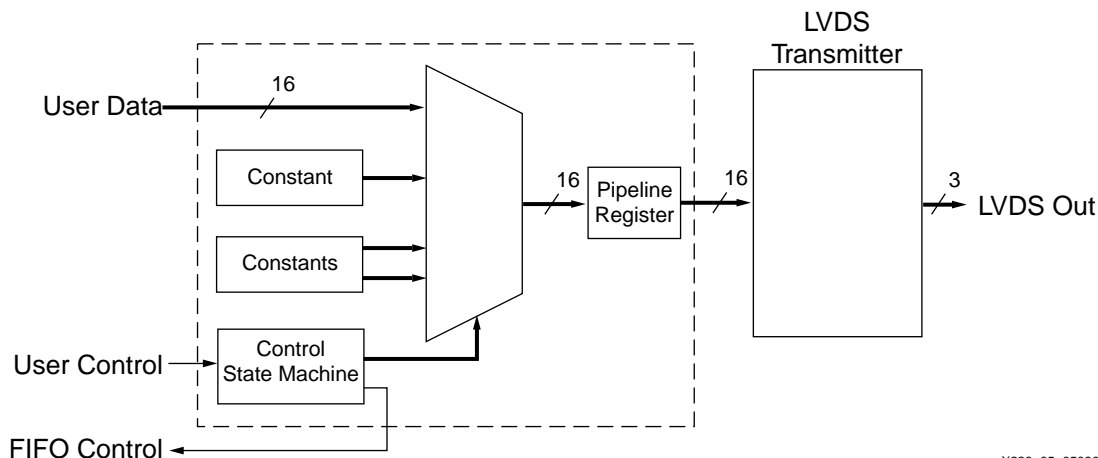 LVDS
Transmitter
User Data
16
Constant
Constants
16
Pipeline
Register
16
3
LVDS Out
User Control
Control
State Machine
FIFO Control